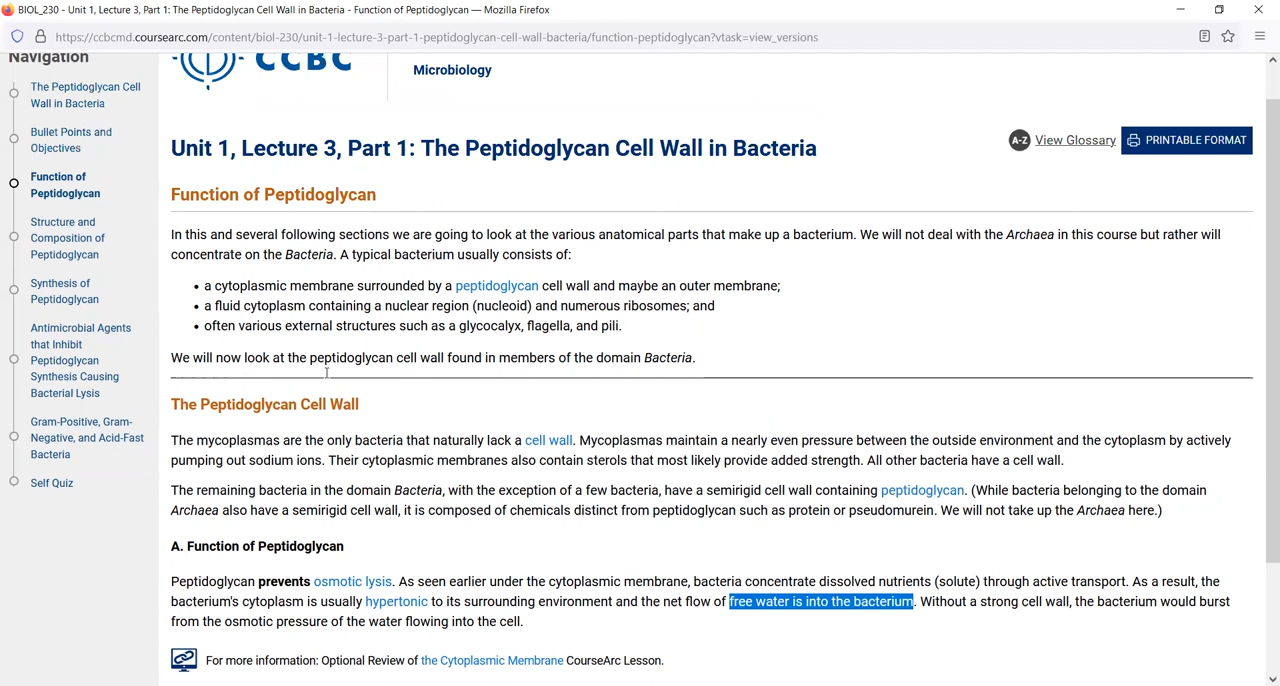 BIOL_230 - Unit 1, Lecture 3, Part 1: The Peptidoglycan Cell Wall in Bacteria - Function of Peptidoglycan — Mozilla Firefox
https://ccbcmd.coursearc.com/content/biol-230/unit-1-lecture-3-part-1-peptidoglycan-cell-wall-bacteria/function-peptidoglycan?vtask=view_versions
Navigation
The Peptidoglycan Cell
Wall in Bacteria
Bullet Points and
Objectives
Function of
Peptidoglycan
Structure and
Composition of
Peptidoglycan
Synthesis of
Peptidoglycan
Antimicrobial Agents
that Inhibit
Peptidoglycan
Synthesis Causing
Bacterial Lysis
Gram-Positive, Gram-
Negative, and Acid-Fast
Bacteria
Self Quiz
CCBC
Microbiology
Unit 1, Lecture 3, Part 1: The Peptidoglycan Cell Wall in Bacteria
A-Z View Glossary
PRINTABLE FORMAT
Function of Peptidoglycan
In this and several following sections we are going to look at the various anatomical parts that make up a bacterium. We will not deal with the Archaea in this course but rather will
concentrate on the Bacteria. A typical bacterium usually consists of:
• a cytoplasmic membrane surrounded by a peptidoglycan cell wall and maybe an outer membrane;
• a fluid cytoplasm containing a nuclear region (nucleoid) and numerous ribosomes; and
• often various external structures such as a glycocalyx, flagella, and pili.
We will now look at the peptidoglycan cell wall found in members of the domain Bacteria.
The Peptidoglycan Cell Wall
The mycoplasmas are the only bacteria that naturally lack a cell wall. Mycoplasmas maintain a nearly even pressure between the outside environment and the cytoplasm by actively
pumping out sodium ions. Their cytoplasmic membranes also contain sterols that most likely provide added strength. All other bacteria have a cell wall.
The remaining bacteria in the domain Bacteria, with the exception of a few bacteria, have a semirigid cell wall containing peptidoglycan. (While bacteria belonging to the domain
Archaea also have a semirigid cell wall, it is composed of chemicals distinct from peptidoglycan such as protein or pseudomurein. We will not take up the Archaea here.)
A. Function of Peptidoglycan
Peptidoglycan prevents osmotic lysis. As seen earlier under the cytoplasmic membrane, bacteria concentrate dissolved nutrients (solute) through active transport. As a result, the
bacterium's cytoplasm is usually hypertonic to its surrounding environment and the net flow of free water is into the bacterium. Without a strong cell wall, the bacterium would burst
from the osmotic pressure of the water flowing into the cell.
For more information: Optional Review of the Cytoplasmic Membrane CourseArc Lesson.